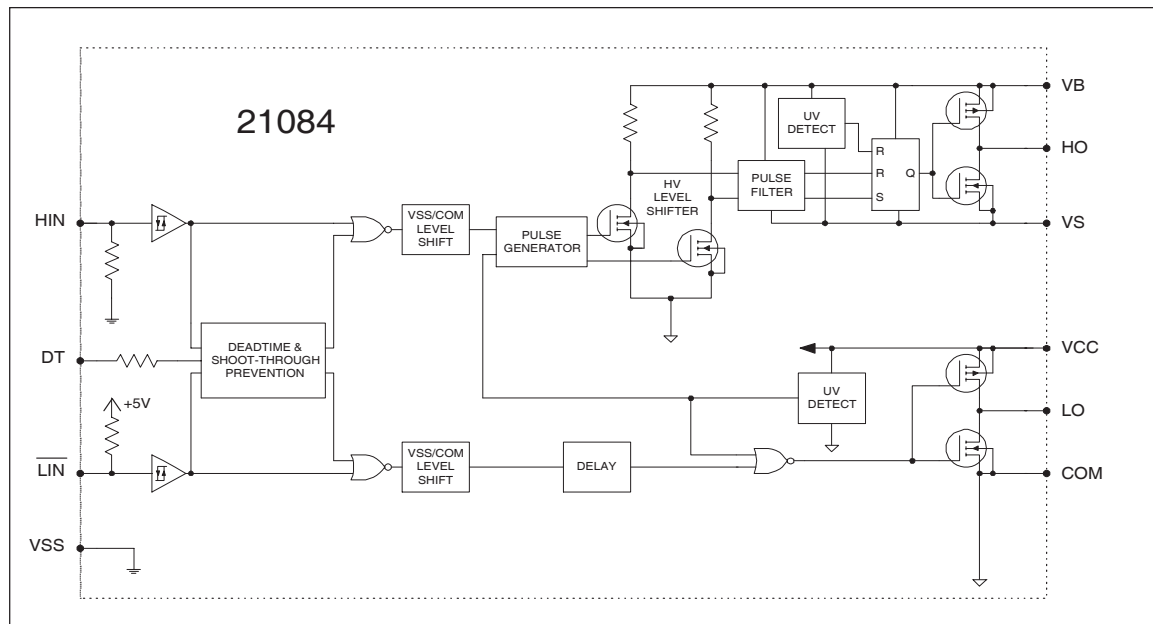 21084
VB
UV
DETECT
HO
R
R
S
Q
PULSE
FILTER
HV
LEVEL
SHIFTER
HIN
VSS/COM
LEVEL
SHIFT
PULSE
GENERATOR
VS
DT
DEADTIME &
SHOOT-THROUGH
PREVENTION
VCC
UV
DETECT
+5V
LO
LIN
VSS/COM
LEVEL
SHIFT
DELAY
COM
VSS